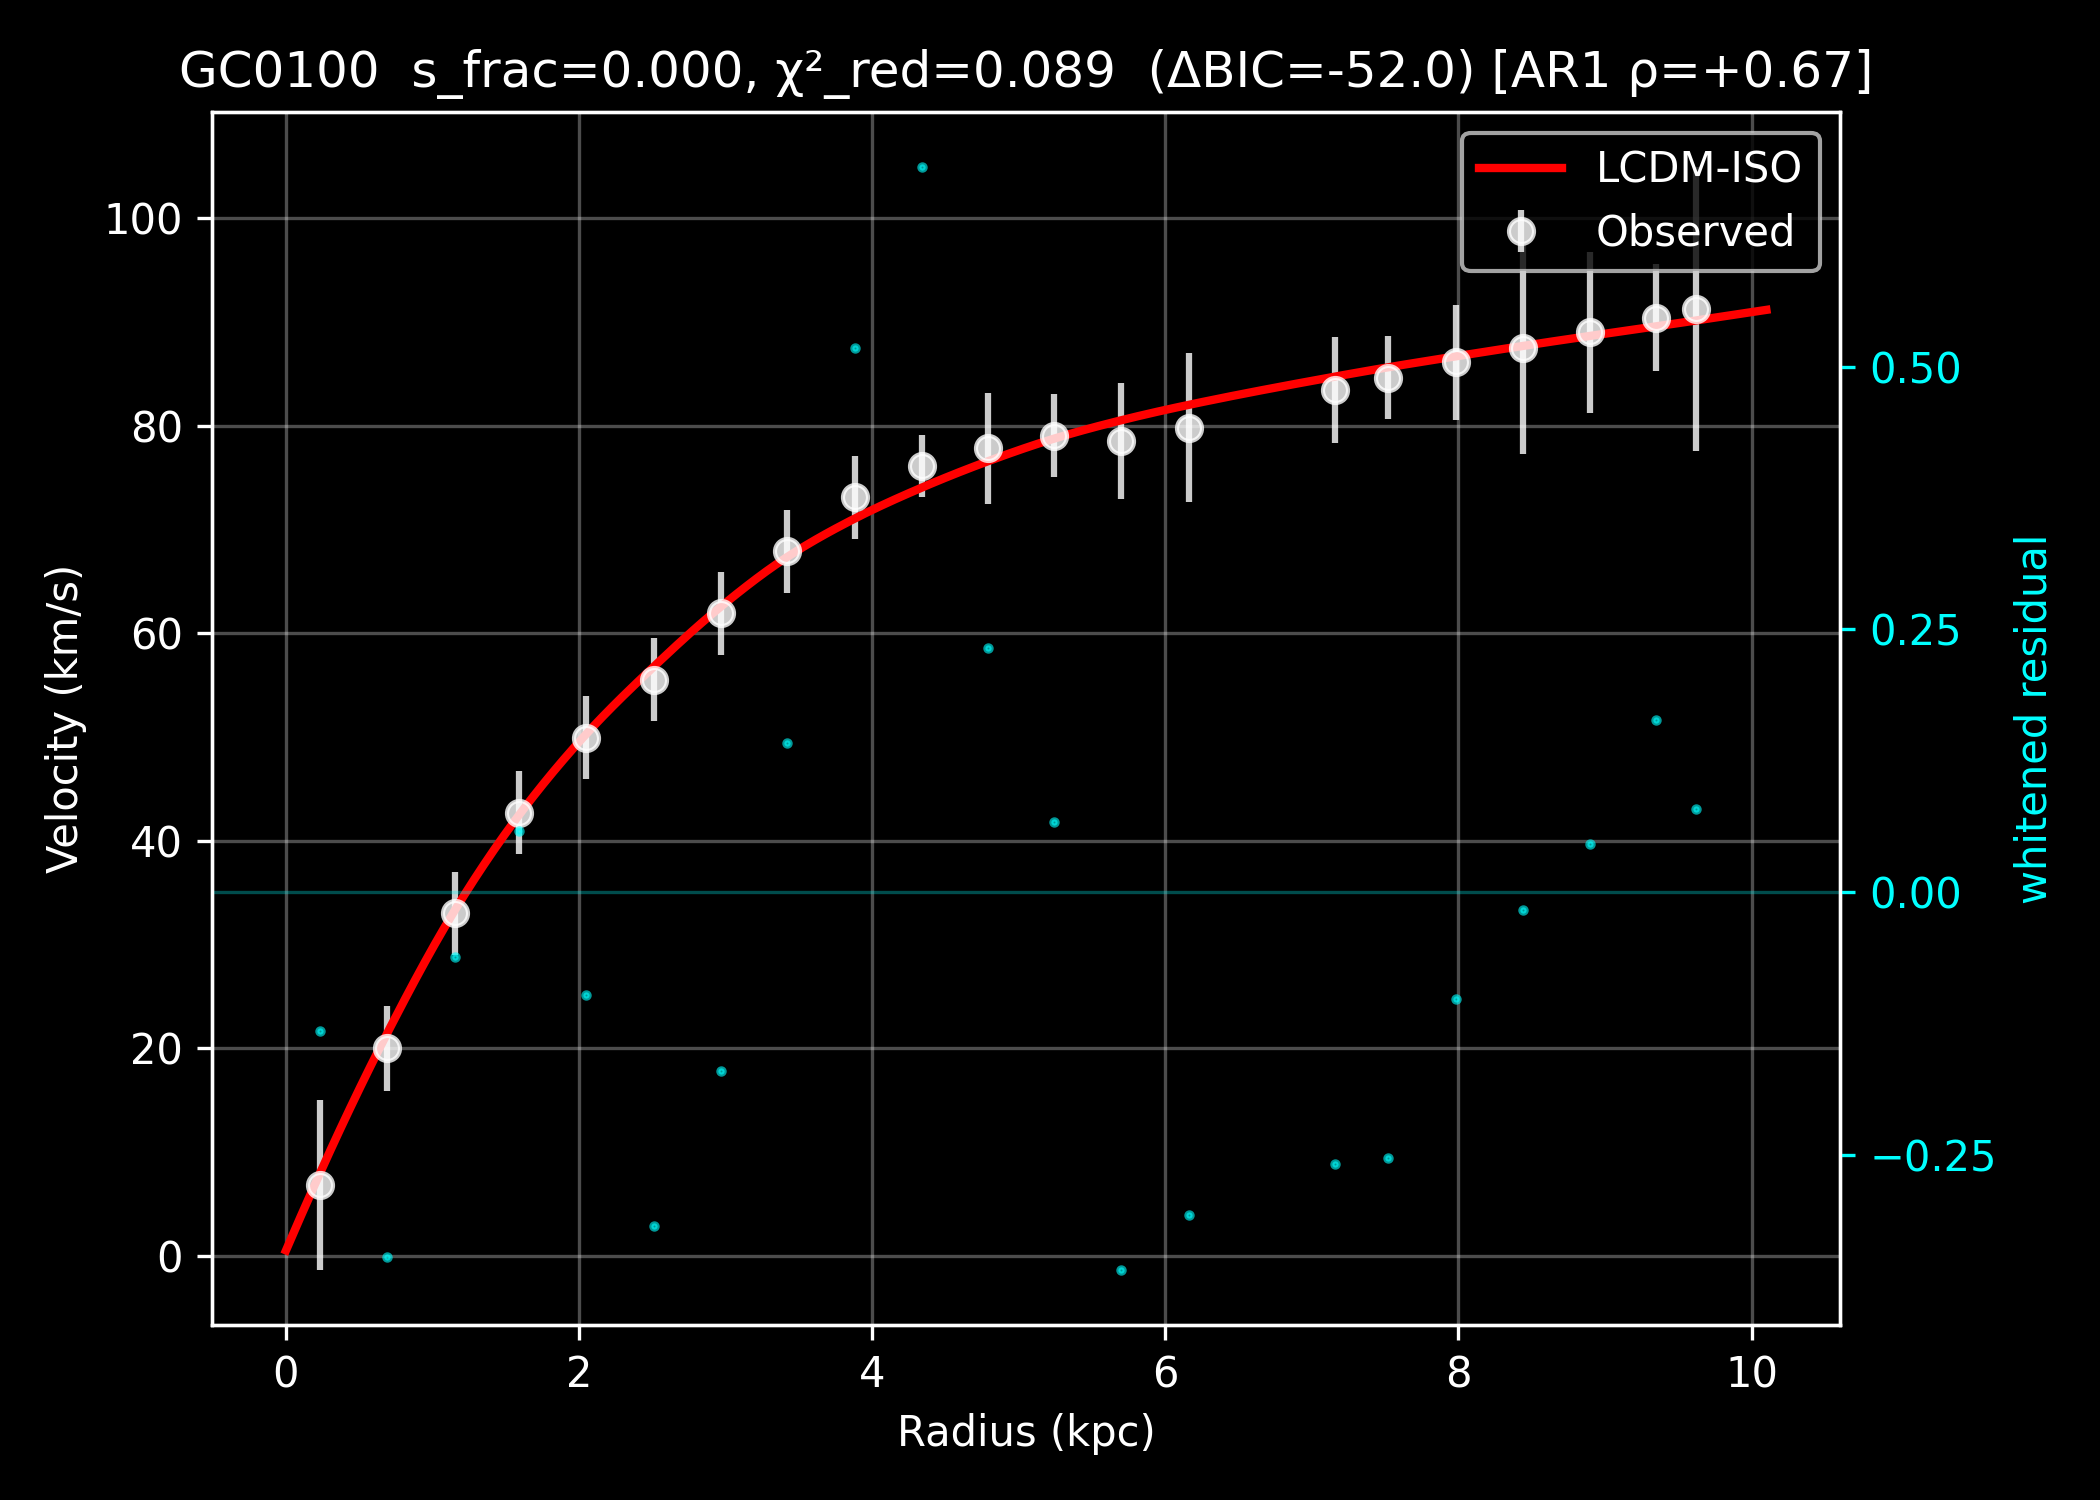 GC0100 s_frac=0.000, χ²_red=0.089 (ΔBIC=-52.0) [AR1 ρ=+0.67]
LCDM-ISO
Observed
100
80
60
40
20
0
Velocity (km/s)
0.50
0.25
0.00
−0.25
whitened residual
0 2 4 6 8 10
Radius (kpc)